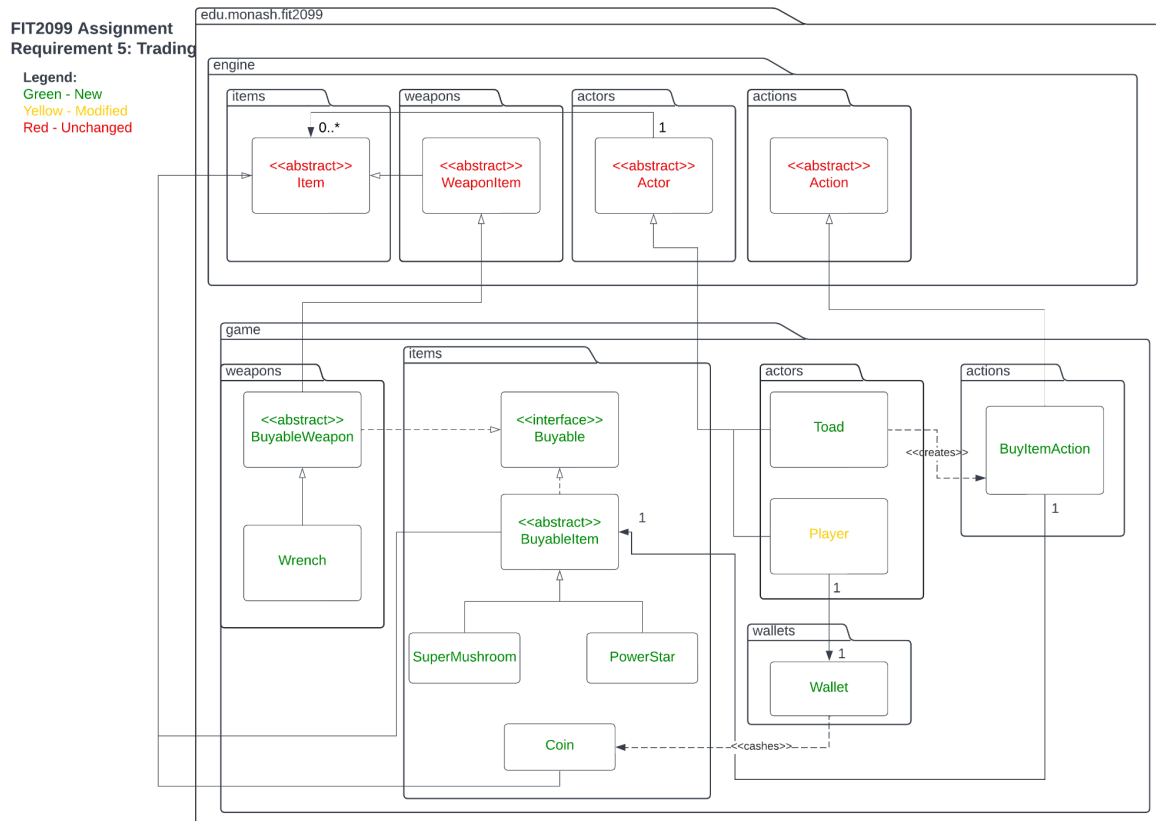 edu.monash.fit2099
FIT2099 Assignment
Requirement 5: Trading
Legend:
Green - New
Yellow - Modified
Red - Unchanged
engine
items
weapons
actors
actions
0..*
1
<<abstract>>
Item
<<abstract>>
WeaponItem
<<abstract>>
Actor
<<abstract>>
Action
game
weapons
items
actors
actions
<<abstract>>
BuyableWeapon
<<interface>>
Buyable
Toad
<<creates>>
BuyItemAction
1
Wrench
<<abstract>>
BuyableItem
1
Player
1
wallets
1
SuperMushroom
PowerStar
Wallet
Coin
<<cashes>>